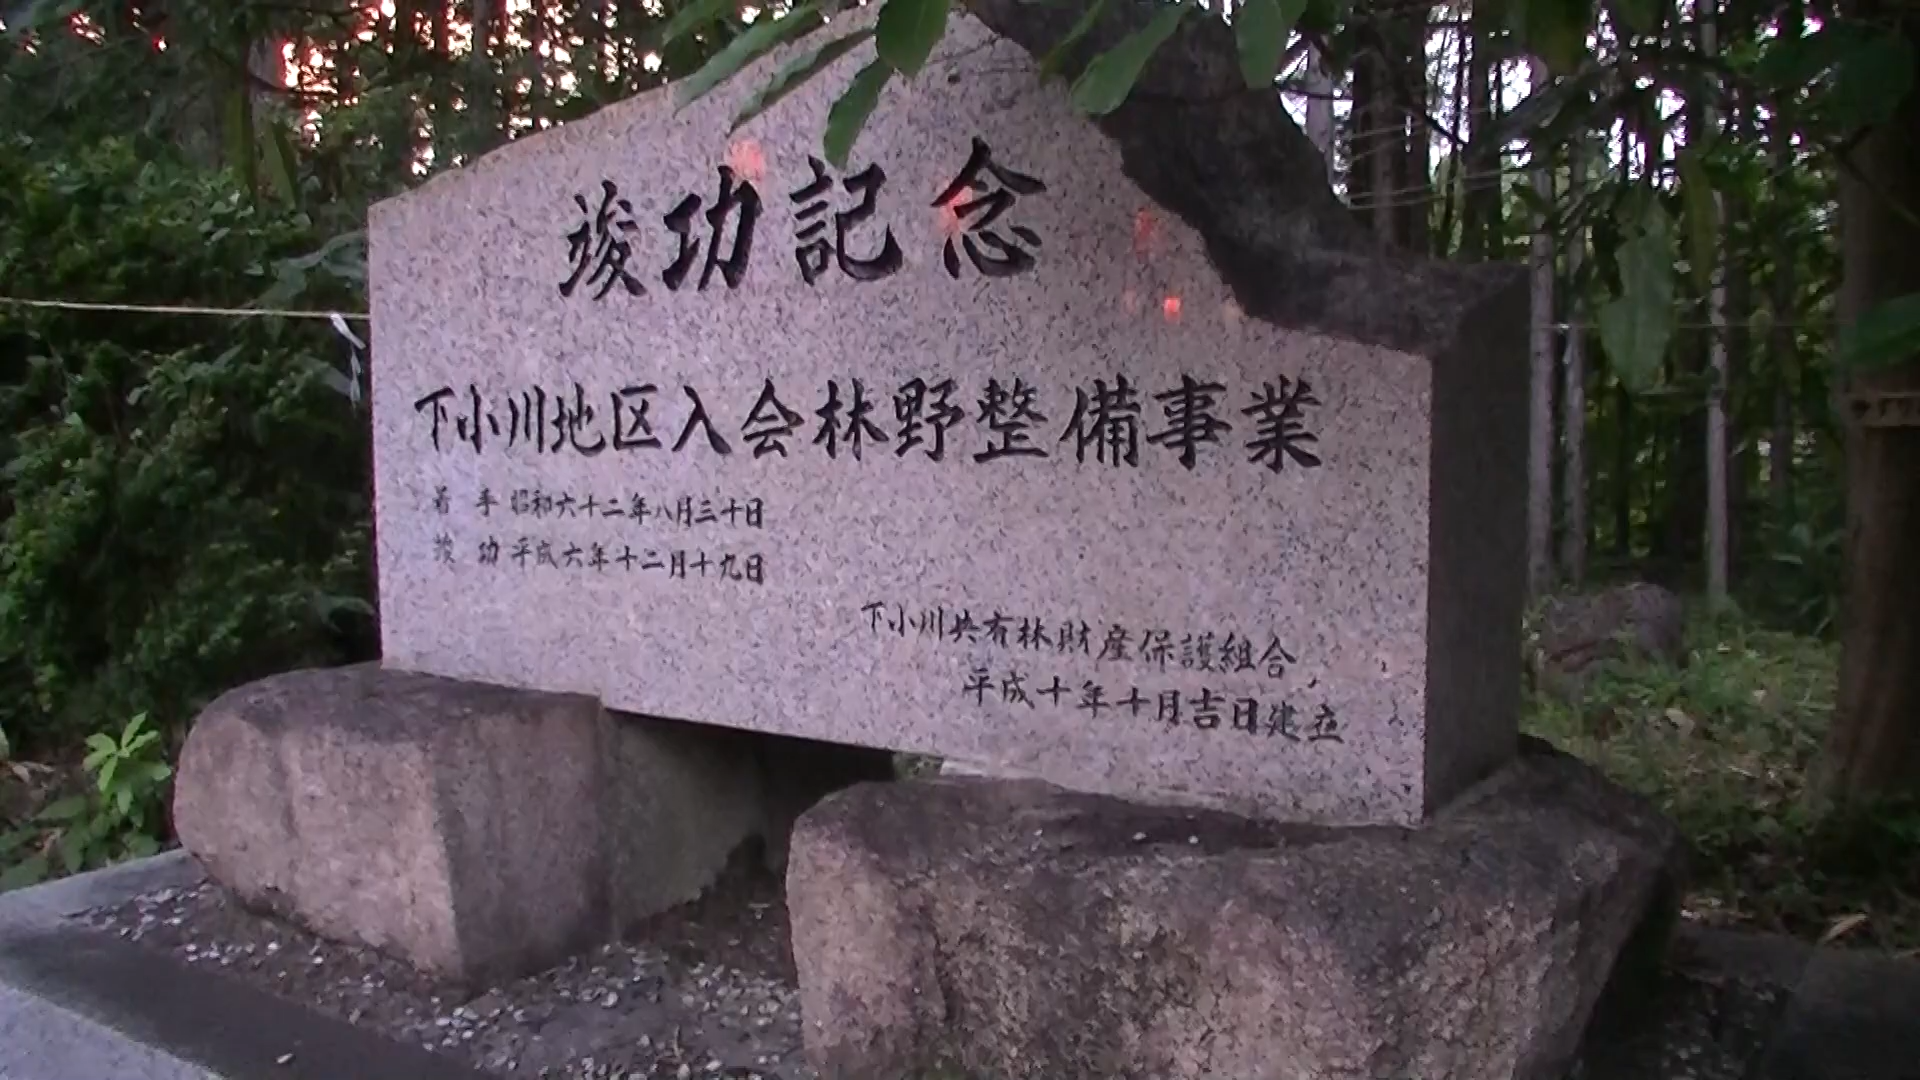 竣功記念
下小川地区入会林野整備事業
着 手 昭和六十二年八月三十日
竣 功 平成六年十二月十九日
下小川共有林財産保護組合
平成十年十月吉日建立